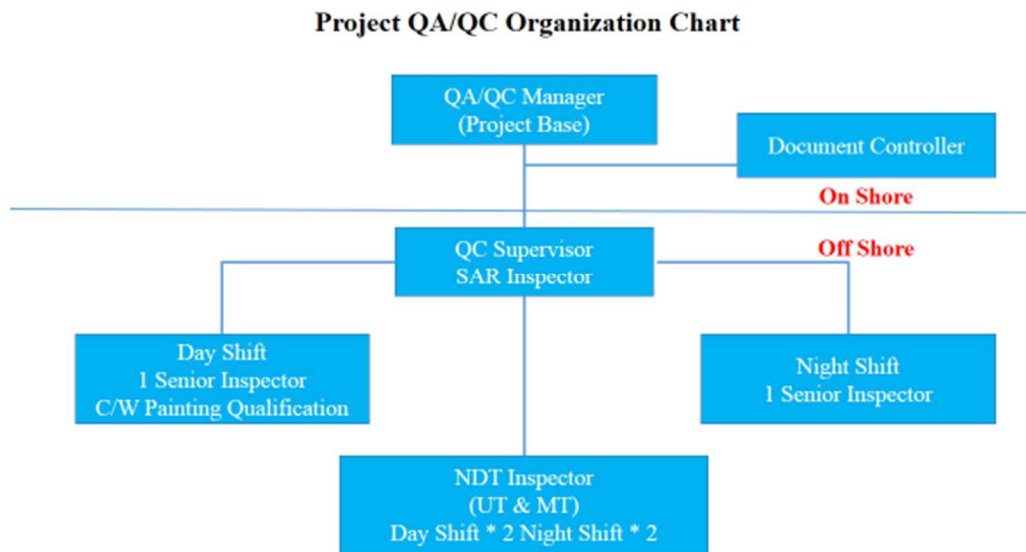 Project QA/QC Organization Chart
QA/QC Manager
(Project Base)
Document Controller
On Shore
QC Supervisor
SAR Inspector
Off Shore
Day Shift
1 Senior Inspector
C/W Painting Qualification
Night Shift
1 Senior Inspector
NDT Inspector
(UT & MT)
Day Shift * 2 Night Shift * 2